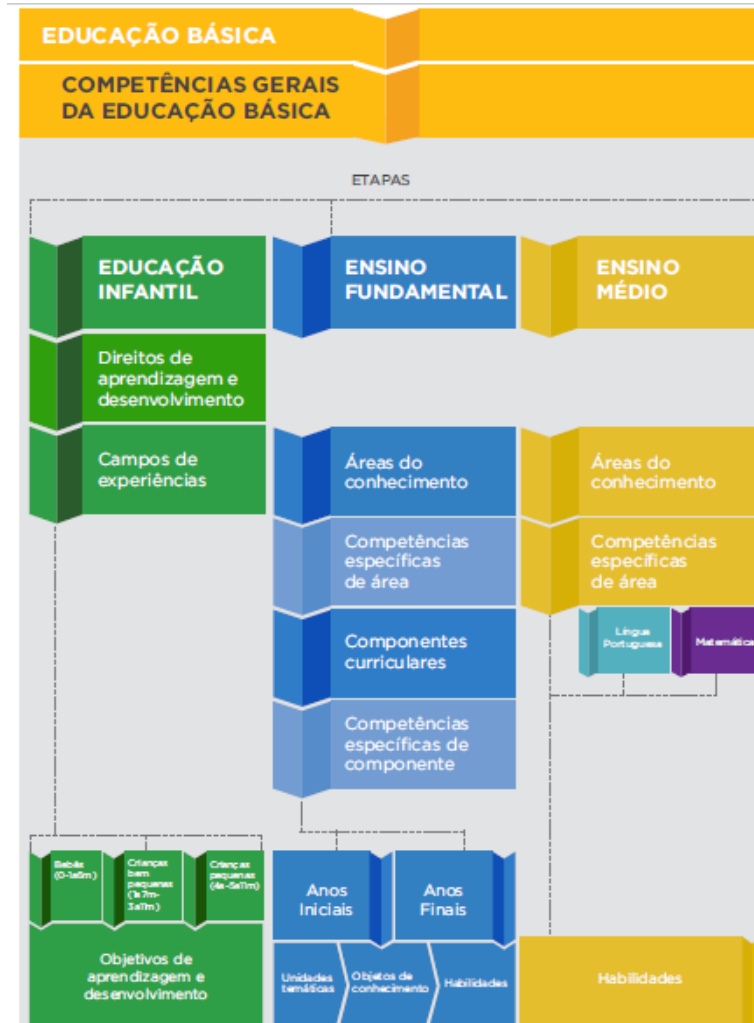 EDUCAÇÃO BÁSICA
COMPETÊNCIAS GERAIS
DA EDUCAÇÃO BÁSICA
ETAPAS
EDUCAÇÃO
INFANTIL
Direitos de
aprendizagem e
desenvolvimento
Campos de
experiências
ENSINO
FUNDAMENTAL
Áreas do
conhecimento
Competências
específicas
de área
Componentes
curriculares
Competências
específicas de
componente
ENSINO
MÉDIO
Áreas do
conhecimento
Competências
específicas
de área
Língua
Portuguesa
Matemática
Bebês
(0-1a6m)
Crianças
bem
pequenas
(1a7m-
3a11m)
Crianças
pequenas
(4a-5a11m)
Objetivos de
aprendizagem e
desenvolvimento
Anos
Iniciais
Anos
Finais
Unidades
temáticas
Objetos de
conhecimento
Habilidades
Habilidades